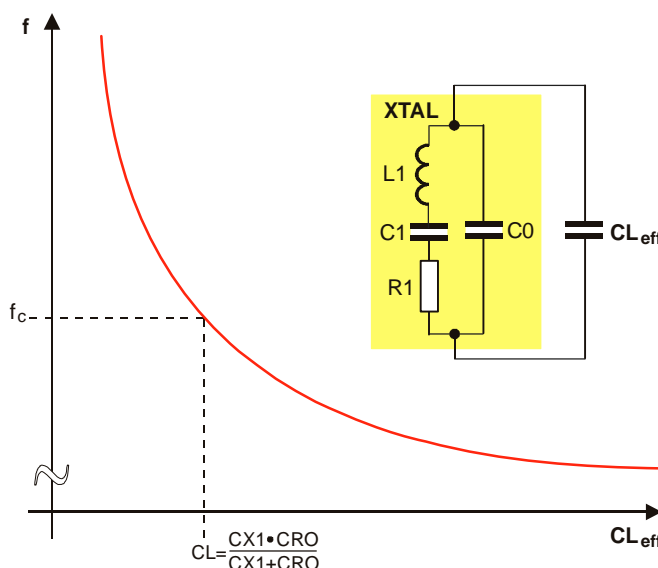 f
XTAL
L1
C1
C0
CLeff
R1
fc
CLeff
CL=CX1•CRO
CX1+CRO